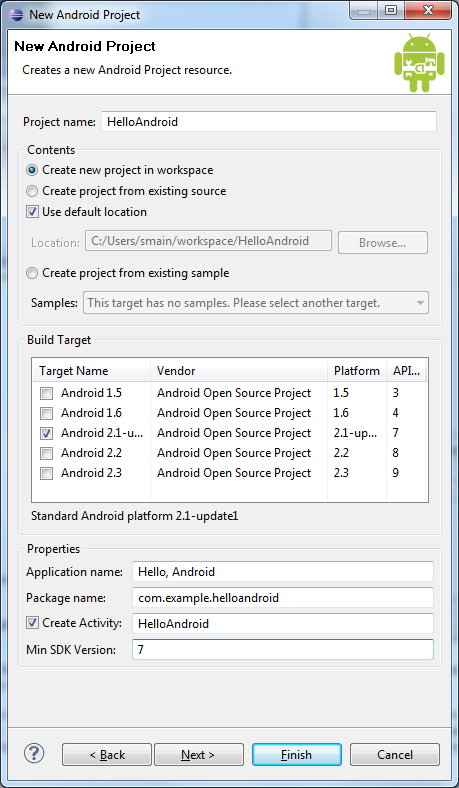 New Android Project
New Android Project
Creates a new Android Project resource.
Project name: HelloAndroid
Contents
Create new project in workspace
Create project from existing source
Use default location
Location: C:/Users/smain/workspace/HelloAndroid Browse...
Create project from existing sample
Samples: This target has no samples. Please select another target.
Build Target
Target Name Vendor Platform API...
Android 1.5 Android Open Source Project 1.5 3
Android 1.6 Android Open Source Project 1.6 4
Android 2.1-u... Android Open Source Project 2.1-up... 7
Android 2.2 Android Open Source Project 2.2 8
Android 2.3 Android Open Source Project 2.3 9
Standard Android platform 2.1-update1
Properties
Application name: Hello, Android
Package name: com.example.helloandroid
Create Activity: HelloAndroid
Min SDK Version: 7
? < Back Next > Finish Cancel